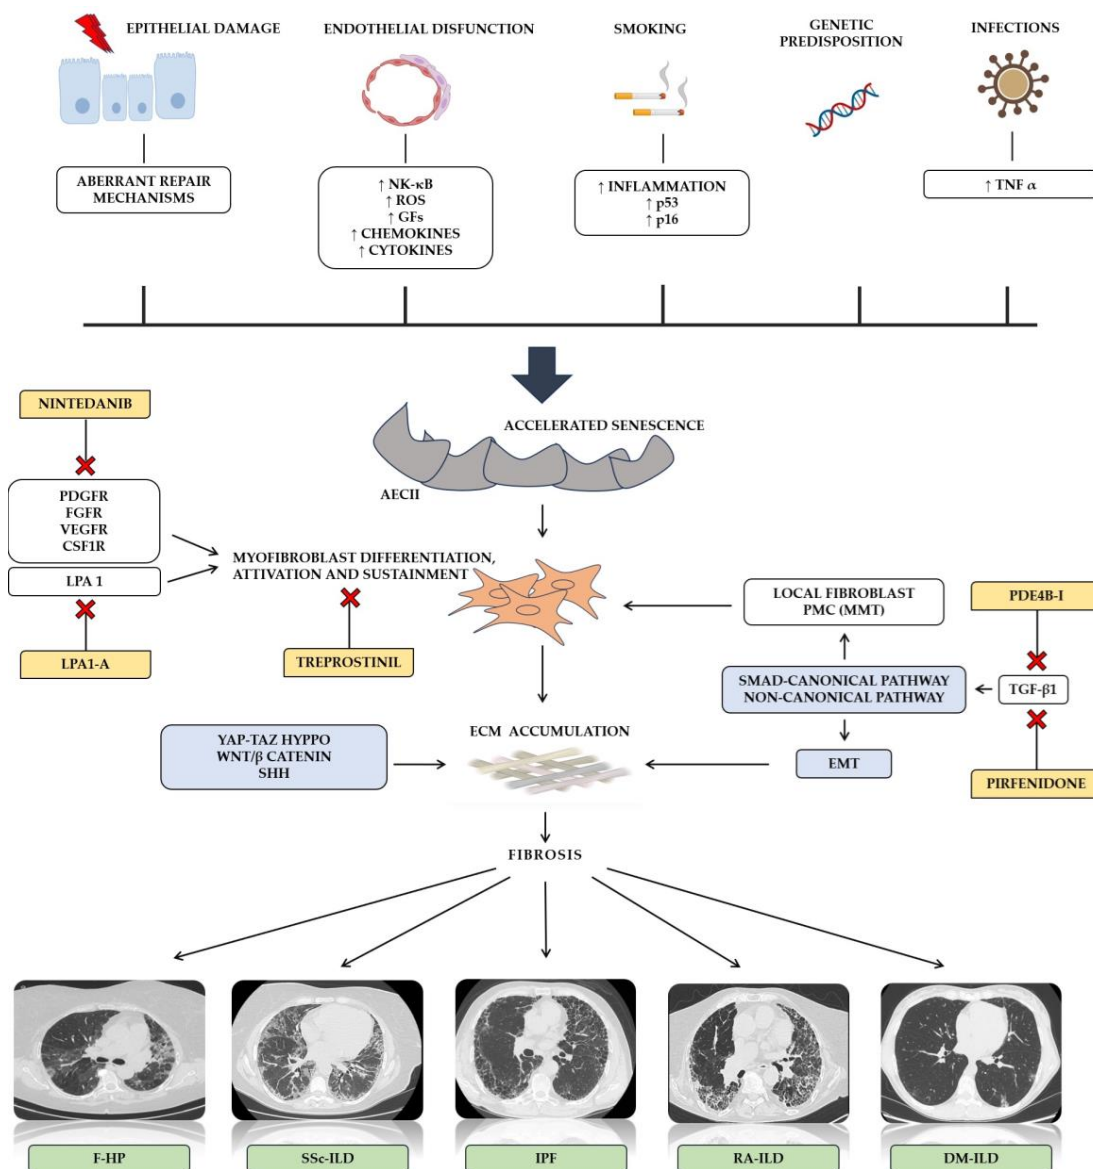 EPITHELIAL DAMAGE
ENDOTHELIAL DISFUNCTION
SMOKING
GENETIC
PREDISPOSITION
INFECTIONS
ABERRANT REPAIR
MECHANISMS
↑ NK-κB
↑ ROS
↑ GFs
↑ CHEMOKINES
↑ CYTOKINES
↑ INFLAMMATION
↑ p53
↑ p16
↑ TNF α
NINTEDANIB
ACCELERATED SENESCENCE
AECII
PDGFR
FGFR
VEGFR
CSF1R
LPA 1
LPA1-A
MYOFIBROBLAST DIFFERENTIATION,
ATTIVATION AND SUSTAINMENT
TREPROSTINIL
LOCAL FIBROBLAST
PMC (MMT)
PDE4B-I
SMAD-CANONICAL PATHWAY
NON-CANONICAL PATHWAY
TGF-β1
EMT
PIRFENIDONE
YAP-TAZ HYPPO
WNT/β CATENIN
SHH
ECM ACCUMULATION
FIBROSIS
F-HP
SSc-ILD
IPF
RA-ILD
DM-ILD